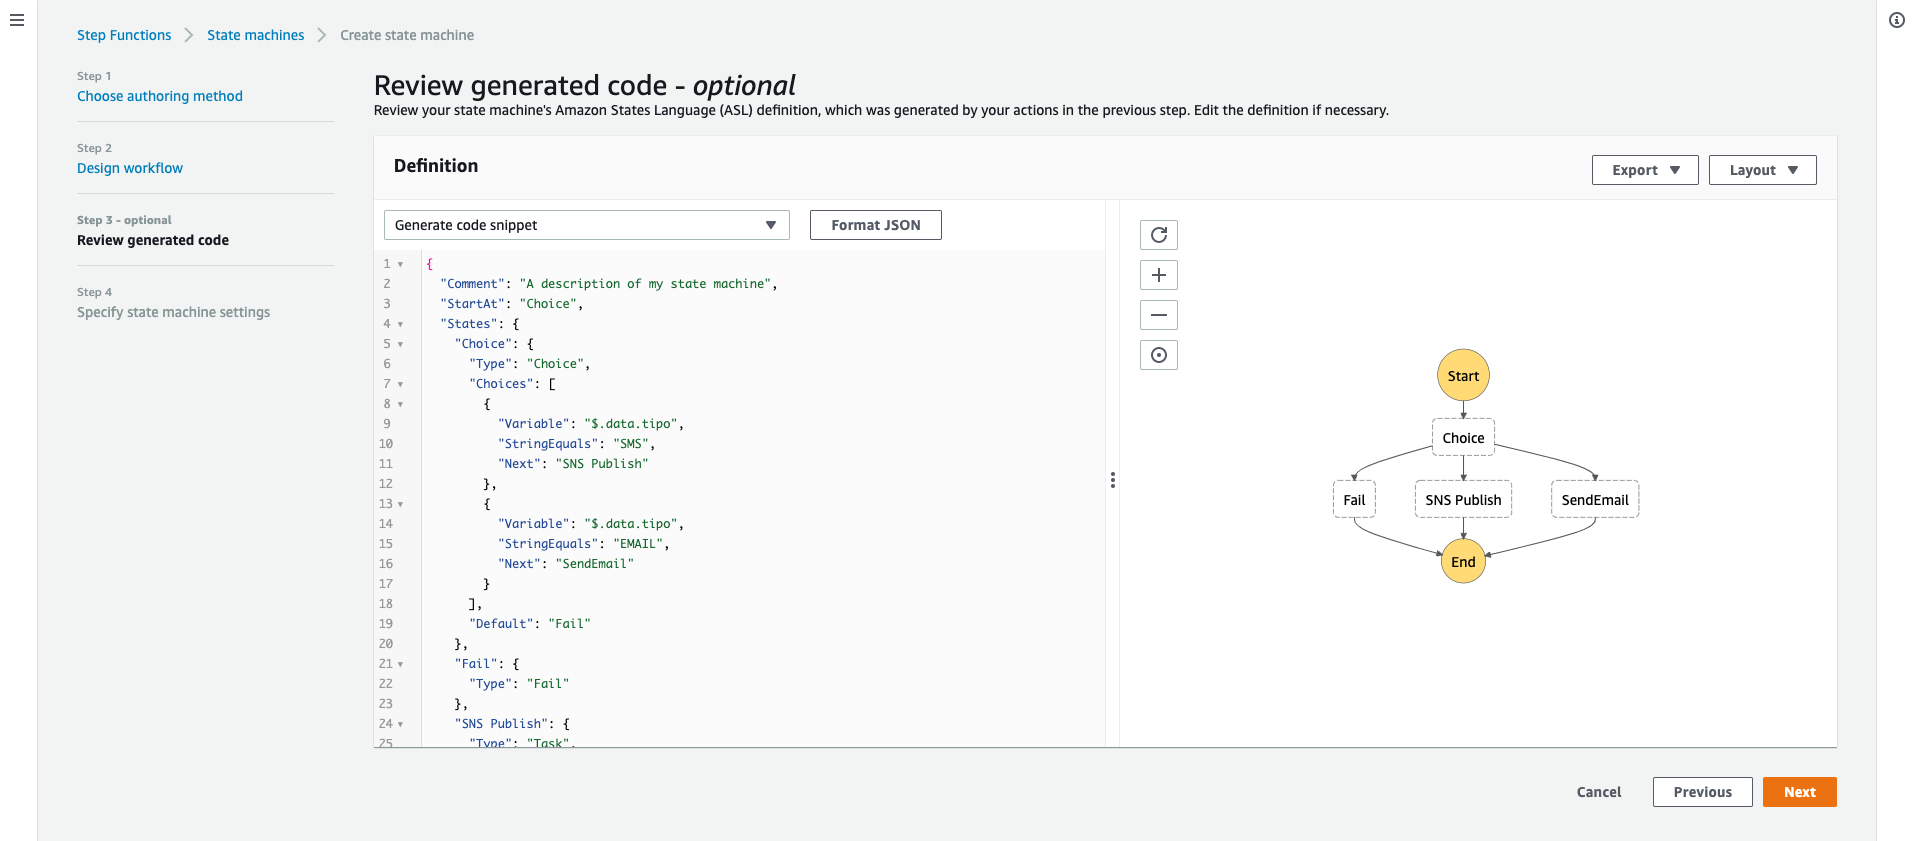 Step Functions > State machines > Create state machine
Step 1
Choose authoring method
Step 2
Design workflow
Step 3 - optional
Review generated code
Step 4
Specify state machine settings
Review generated code - optional
Review your state machine's Amazon States Language (ASL) definition, which was generated by your actions in the previous step. Edit the definition if necessary.
Definition
Export
Layout
Generate code snippet
Format JSON
1 {
2 "Comment": "A description of my state machine",
3 "StartAt": "Choice",
4 "States": {
5 "Choice": {
6 "Type": "Choice",
7 "Choices": [
8 {
9 "Variable": "$.data.tipo",
10 "StringEquals": "SMS",
11 "Next": "SNS Publish"
12 },
13 {
14 "Variable": "$.data.tipo",
15 "StringEquals": "EMAIL",
16 "Next": "SendEmail"
17 }
18 ],
19 "Default": "Fail"
20 },
21 "Fail": {
22 "Type": "Fail"
23 },
24 "SNS Publish": {
25 "Type": "Task",
Start
Choice
Fail
SNS Publish
SendEmail
End
Cancel
Previous
Next